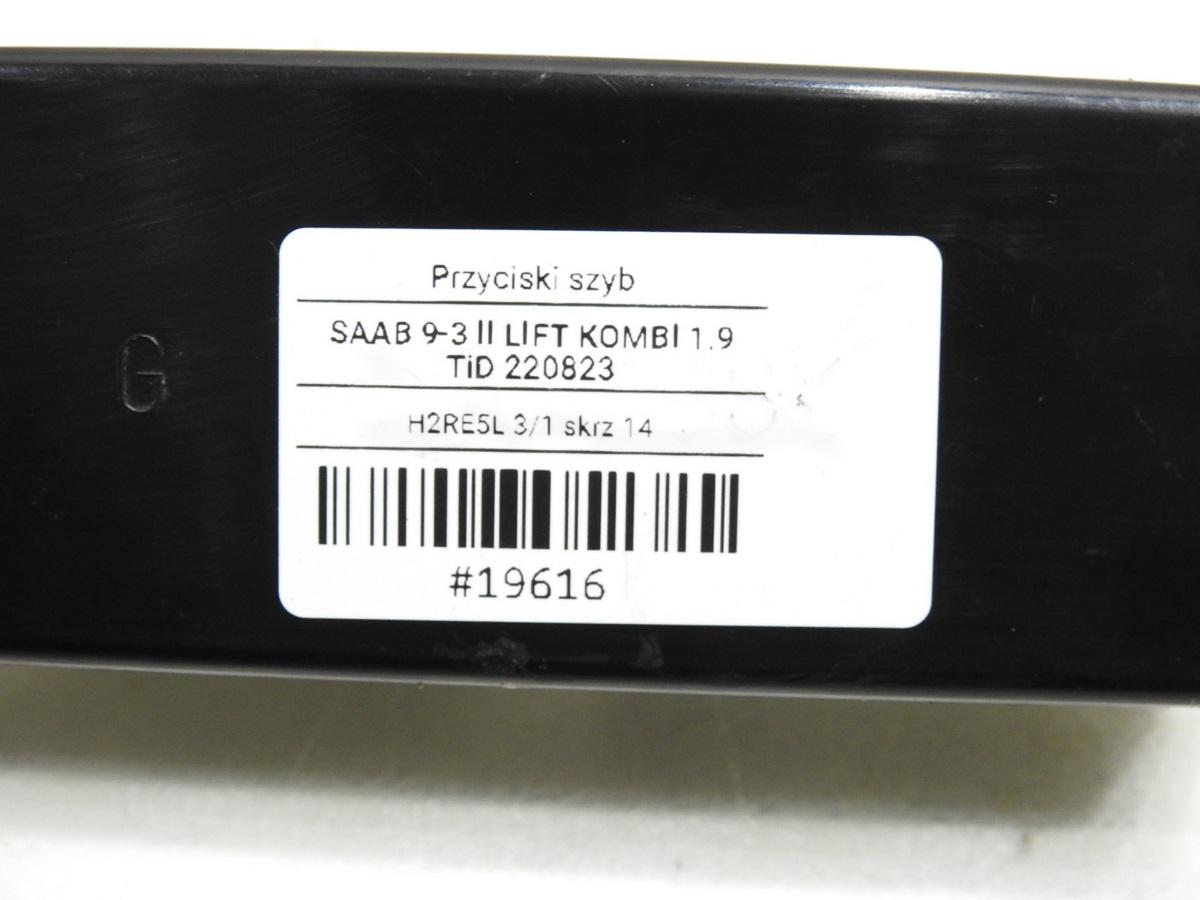 G
Przyciski szyb
SAAB 9-3 II LIFT KOMBI 1.9
TiD 220823
H2RE5L 3/1 skrz 14
#19616